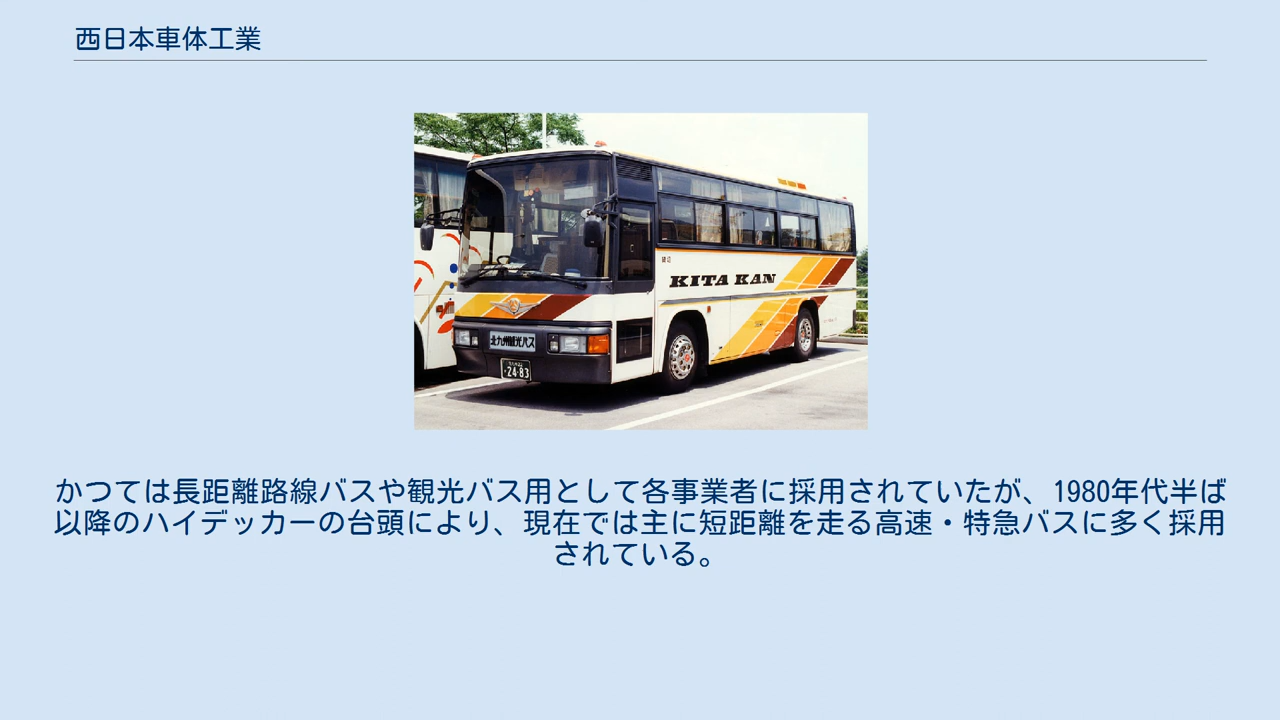 西日本車体工業
KITA KAN
北九州観光バス
・24-83
かつては長距離路線バスや観光バス用として各事業者に採用されていたが、1980年代半ば
以降のハイデッカーの台頭により、現在では主に短距離を走る高速・特急バスに多く採用
されている。